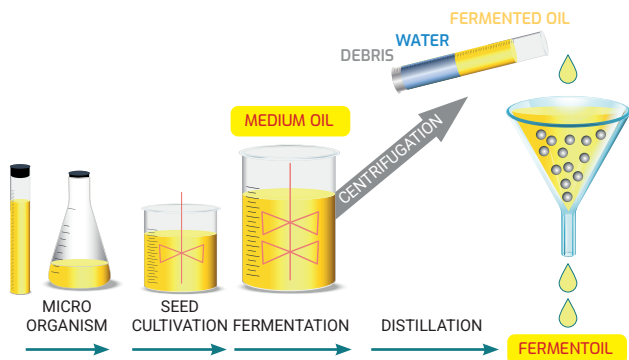 FERMENTED OIL
WATER
DEBRIS
MEDIUM OIL
CENTRIFUGATION
MICRO
ORGANISM
SEED
CULTIVATION
FERMENTATION
DISTILLATION
FERMENTOIL